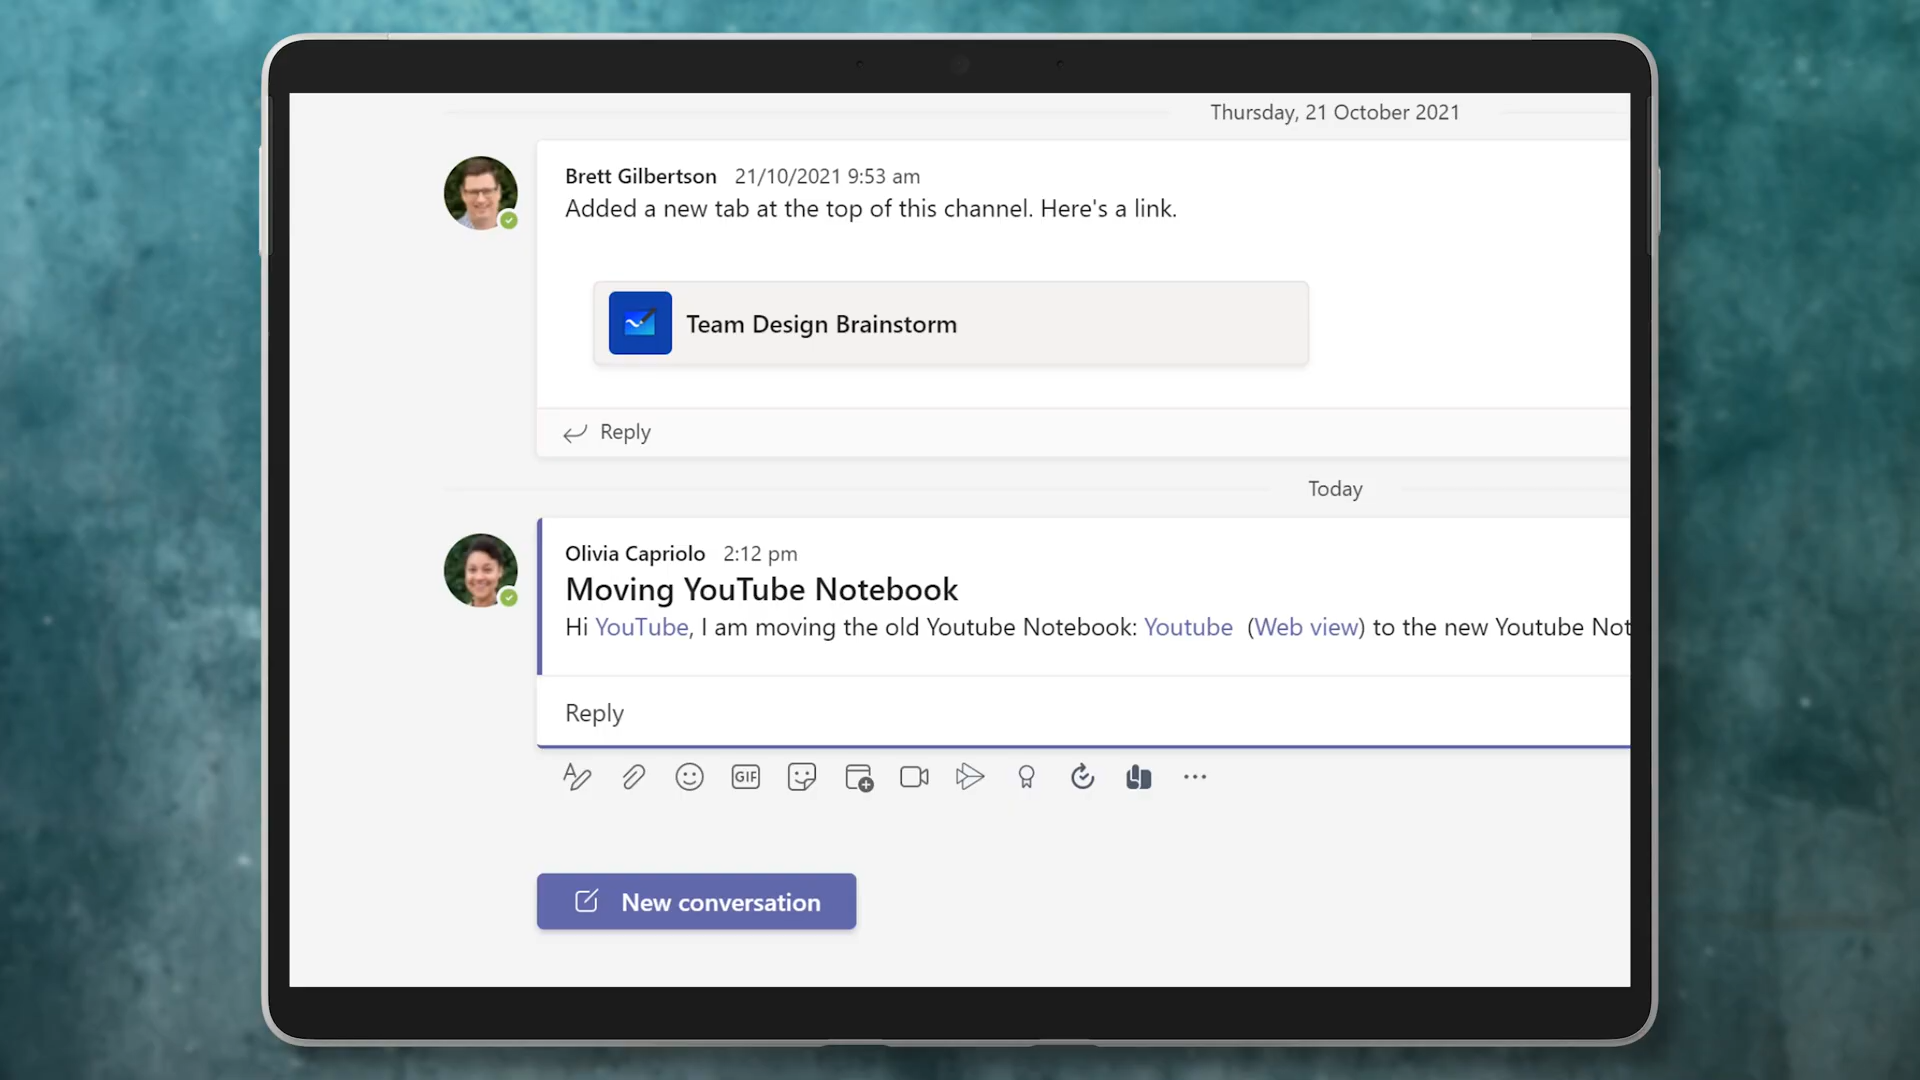 Thursday, 21 October 2021
Brett Gilbertson 21/10/2021 9:53 am
Added a new tab at the top of this channel. Here's a link.
Team Design Brainstorm
Reply
Today
Olivia Capriolo 2:12 pm
Moving YouTube Notebook
Hi YouTube, I am moving the old Youtube Notebook: Youtube (Web view) to the new Youtube Not
Reply
GIF
New conversation